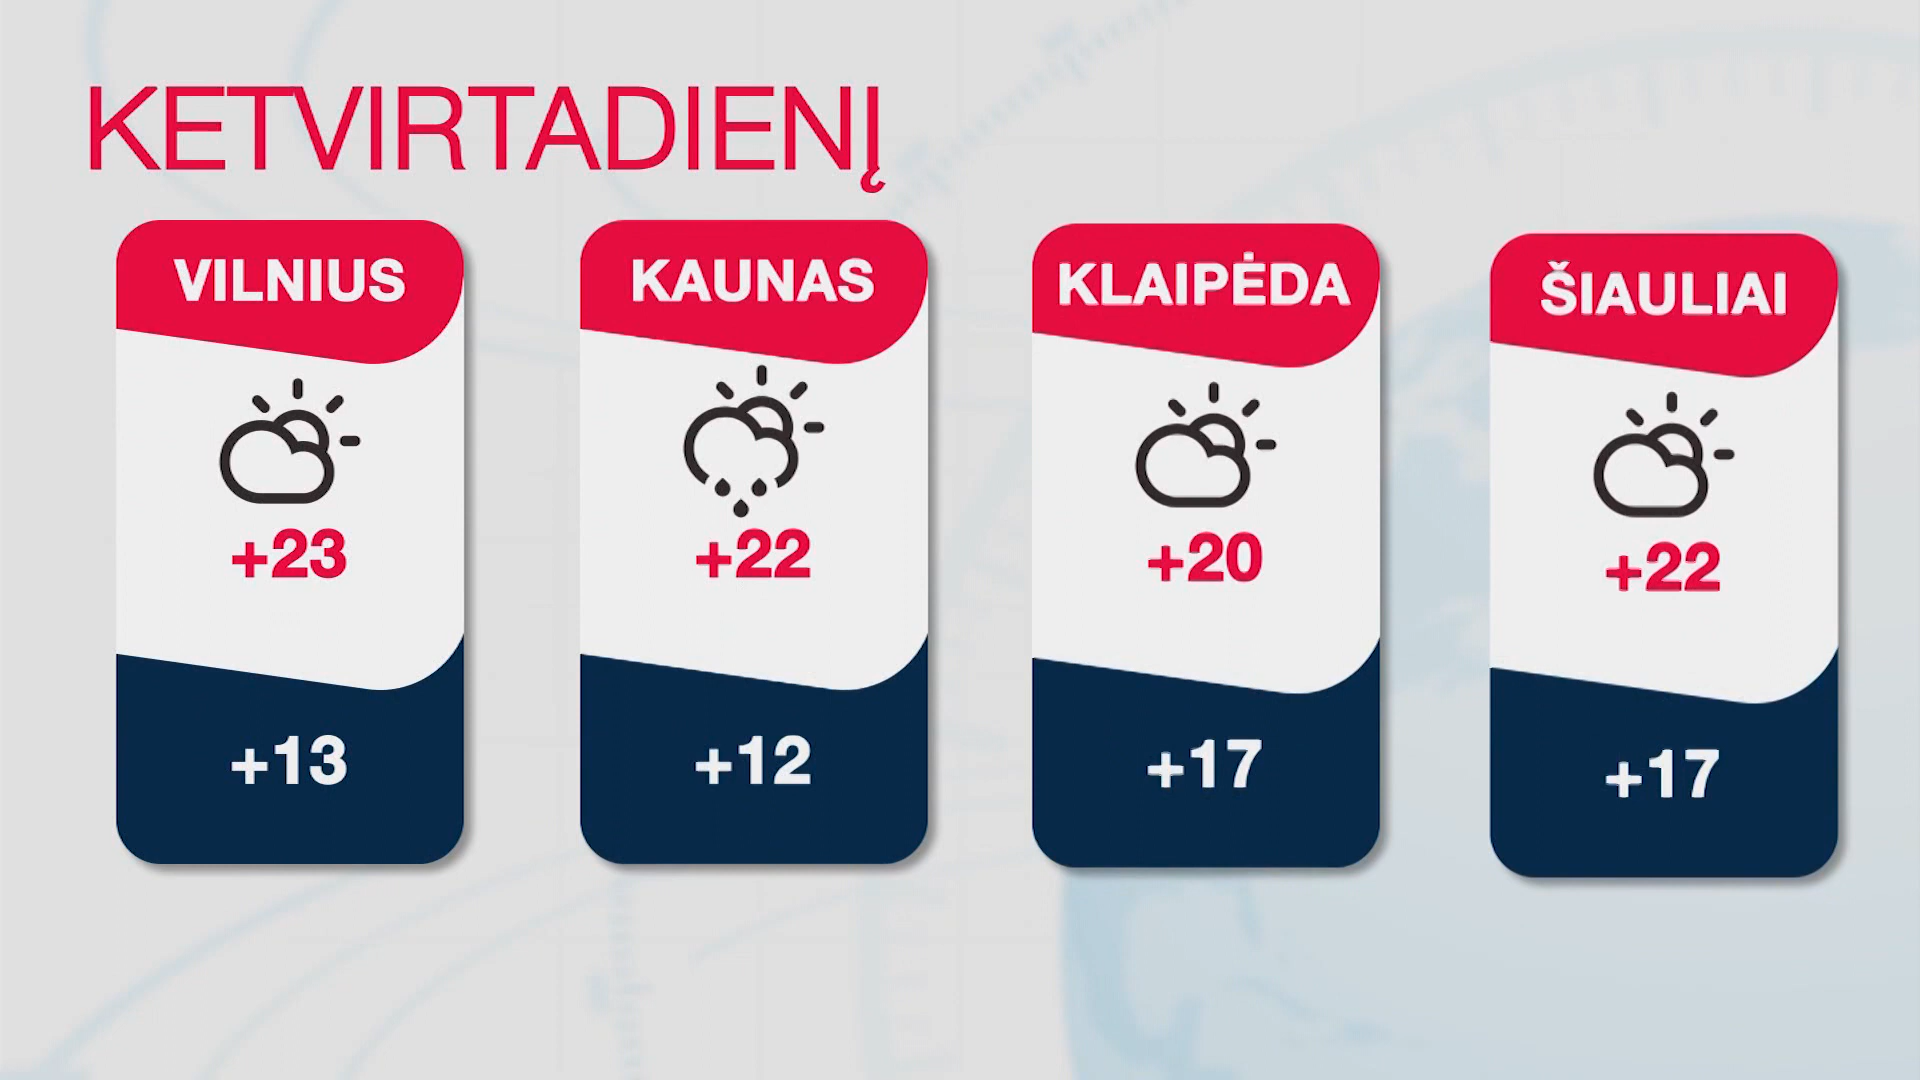 KETVIRTADIENĮ
VILNIUS
+23
+13
KAUNAS
+22
+12
KLAIPĖDA
+20
+17
ŠIAULIAI
+22
+17